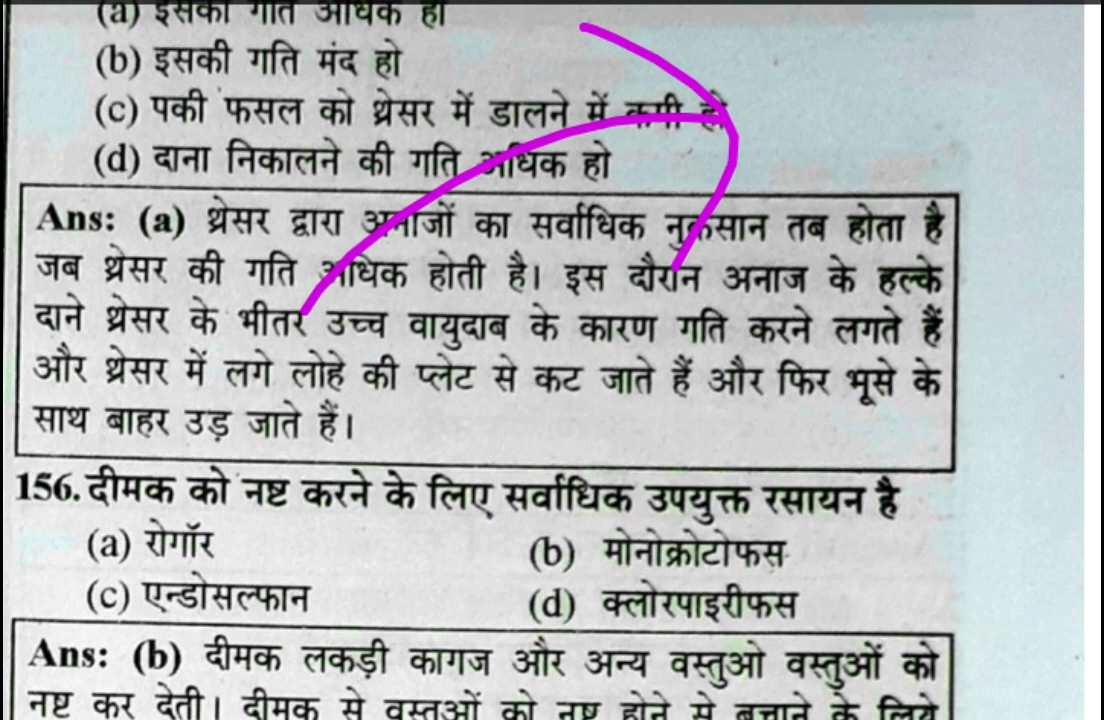 (a) इसकी गति अधिक हो
(b) इसकी गति मंद हो
(c) पकी फसल को थ्रेसर में डालने में कमी हो
(d) दाना निकालने की गति अधिक हो
Ans: (a) थ्रेसर द्वारा अनाजों का सर्वाधिक नुकसान तब होता है
जब थ्रेसर की गति अधिक होती है। इस दौरान अनाज के हल्के
दाने थ्रेसर के भीतर उच्च वायुदाब के कारण गति करने लगते हैं
और थ्रेसर में लगे लोहे की प्लेट से कट जाते हैं और फिर भूसे के
साथ बाहर उड़ जाते हैं।
156. दीमक को नष्ट करने के लिए सर्वाधिक उपयुक्त रसायन है
(a) रोगॉर (b) मोनोक्रोटोफस
(c) एन्डोसल्फान (d) क्लोरपाइरीफस
Ans: (b) दीमक लकड़ी कागज और अन्य वस्तुओ वस्तुओं को
नष्ट कर देती। दीमक से वस्तुओं को नष्ट होने से बचाने के लिये